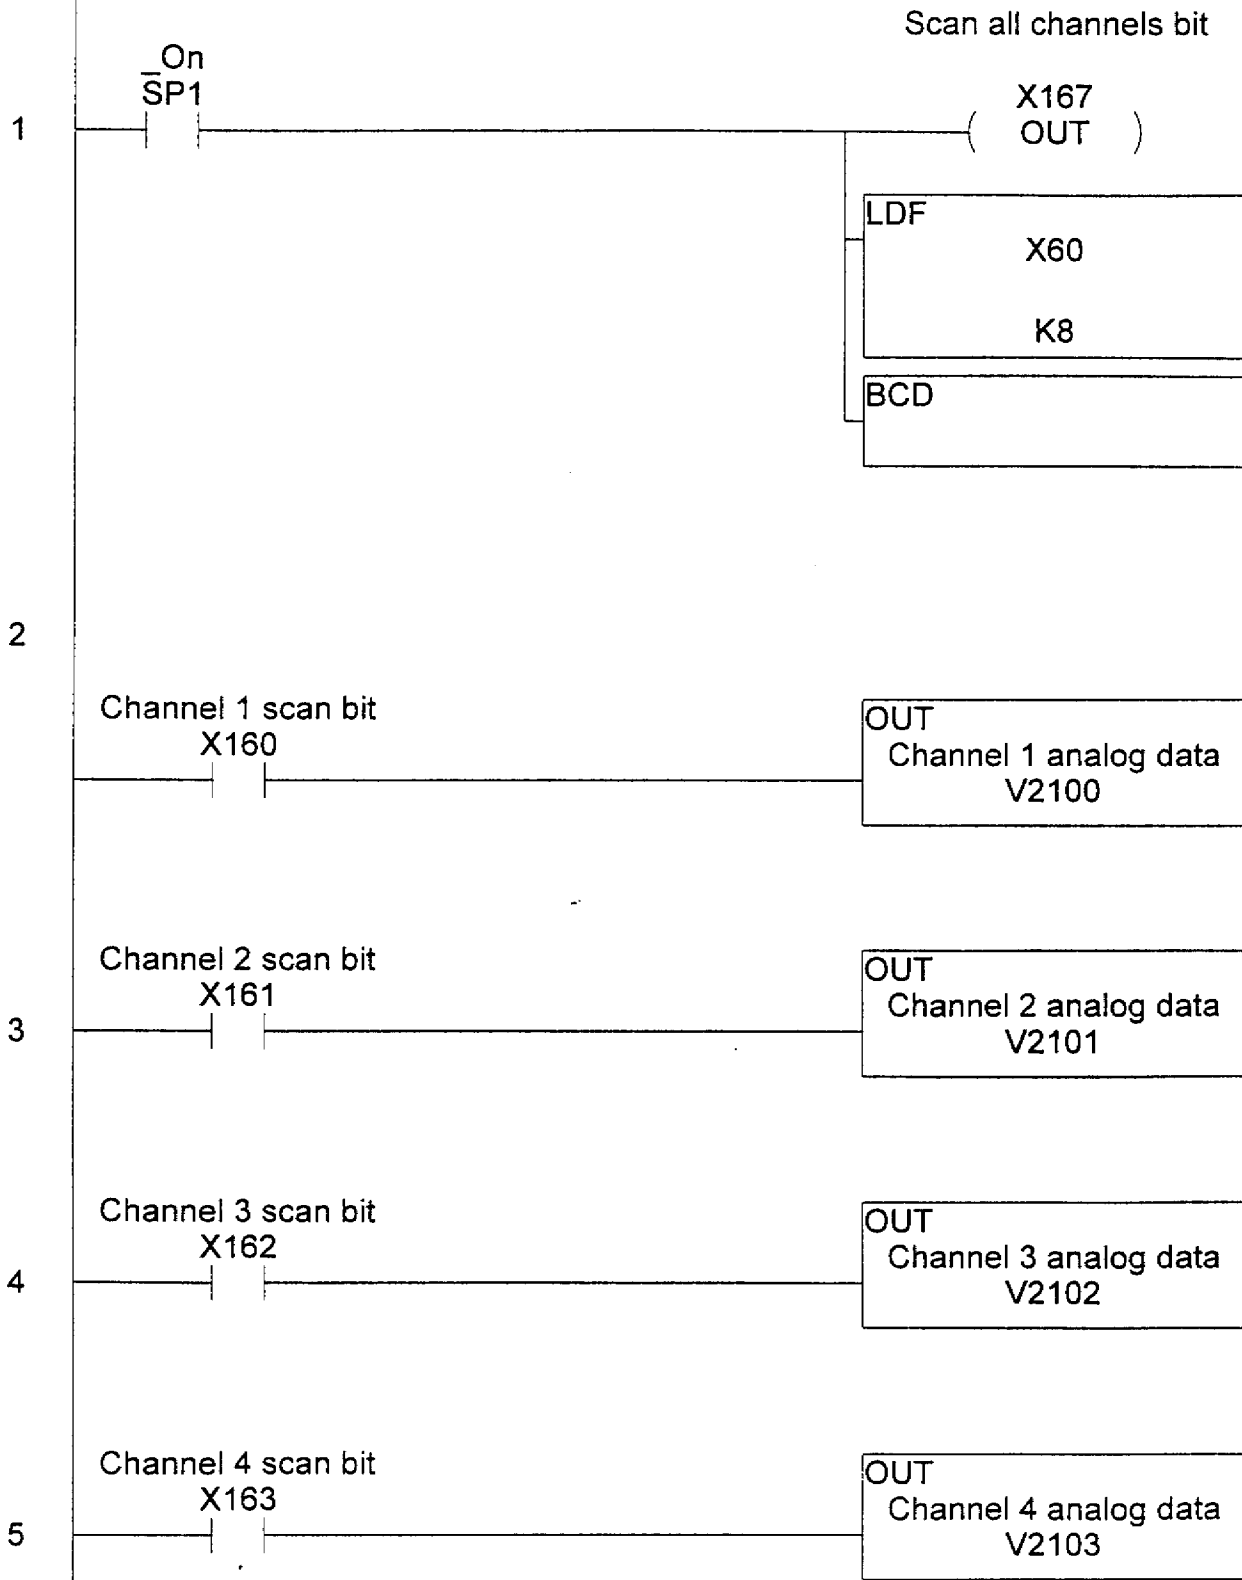 Scan all channels bit
_On
SP1
X167
1
( OUT )
LDF
X60
K8
BCD
2
Channel 1 scan bit
X160
OUT
Channel 1 analog data
V2100
Channel 2 scan bit
X161
3
OUT
Channel 2 analog data
V2101
Channel 3 scan bit
X162
4
OUT
Channel 3 analog data
V2102
Channel 4 scan bit
X163
5
OUT
Channel 4 analog data
V2103